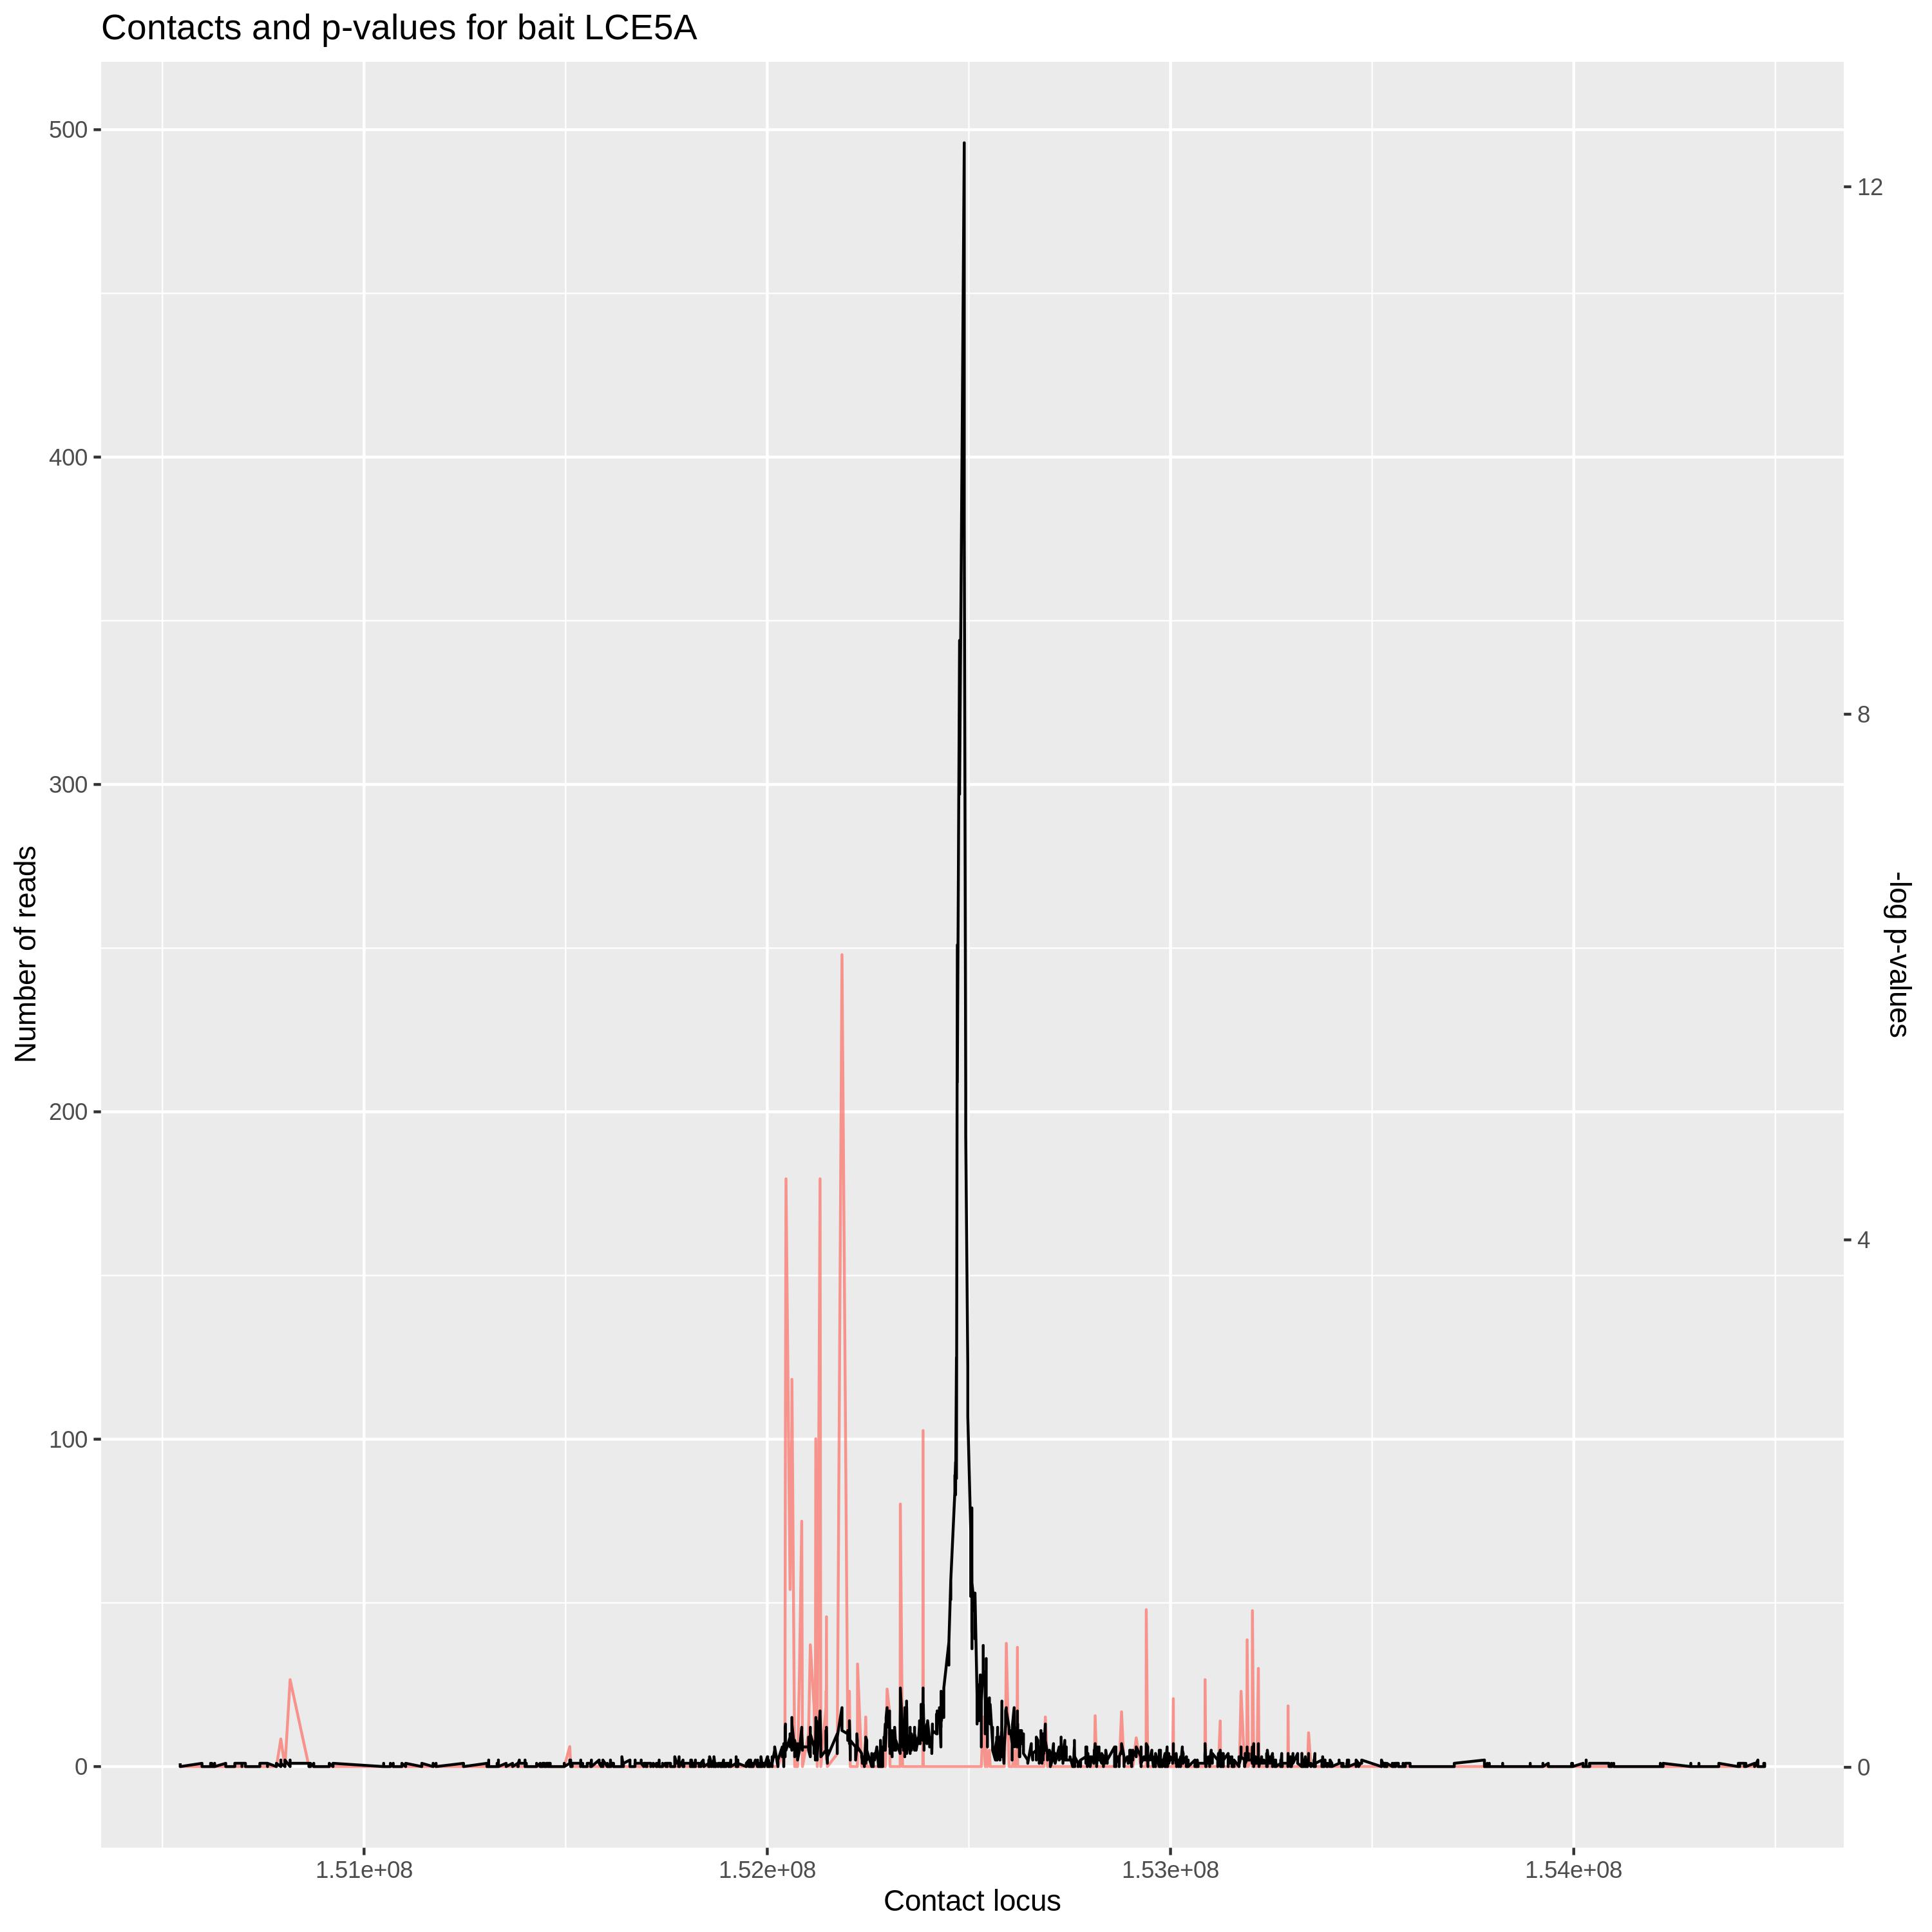 Contacts and p-values for bait LCE5A
500
400
300
200
100
0
Number of reads
12
8
4
0
-log p-values
1.51e+08
1.52e+08
1.53e+08
1.54e+08
Contact locus